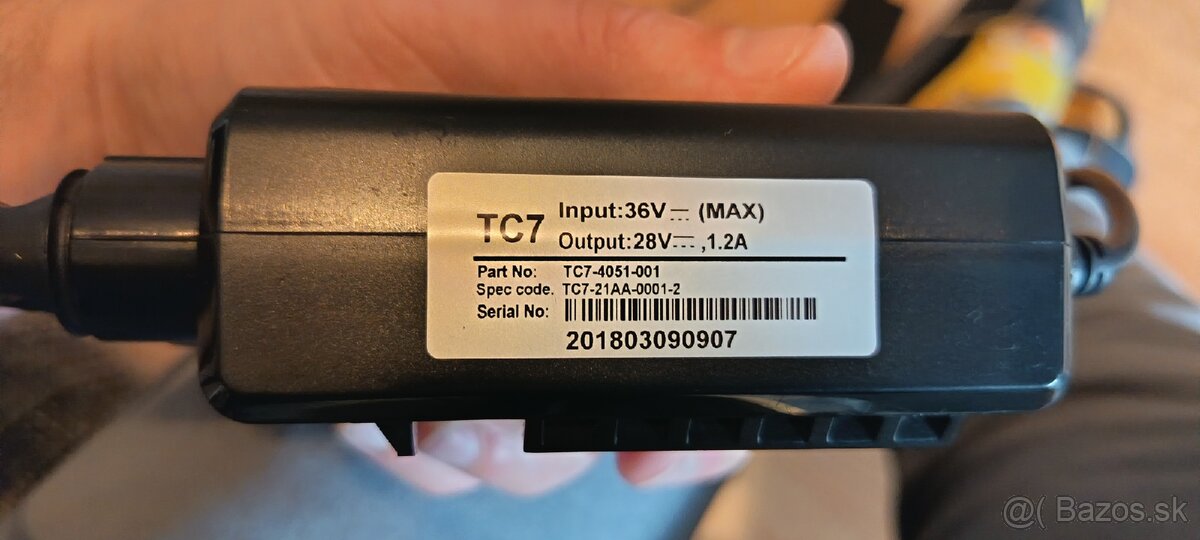 TC7
Input:36V⎓ (MAX)
Output:28V⎓,1.2A
Part No: TC7-4051-001
Spec code. TC7-21AA-0001-2
Serial No:
201803090907
@( Bazos.sk